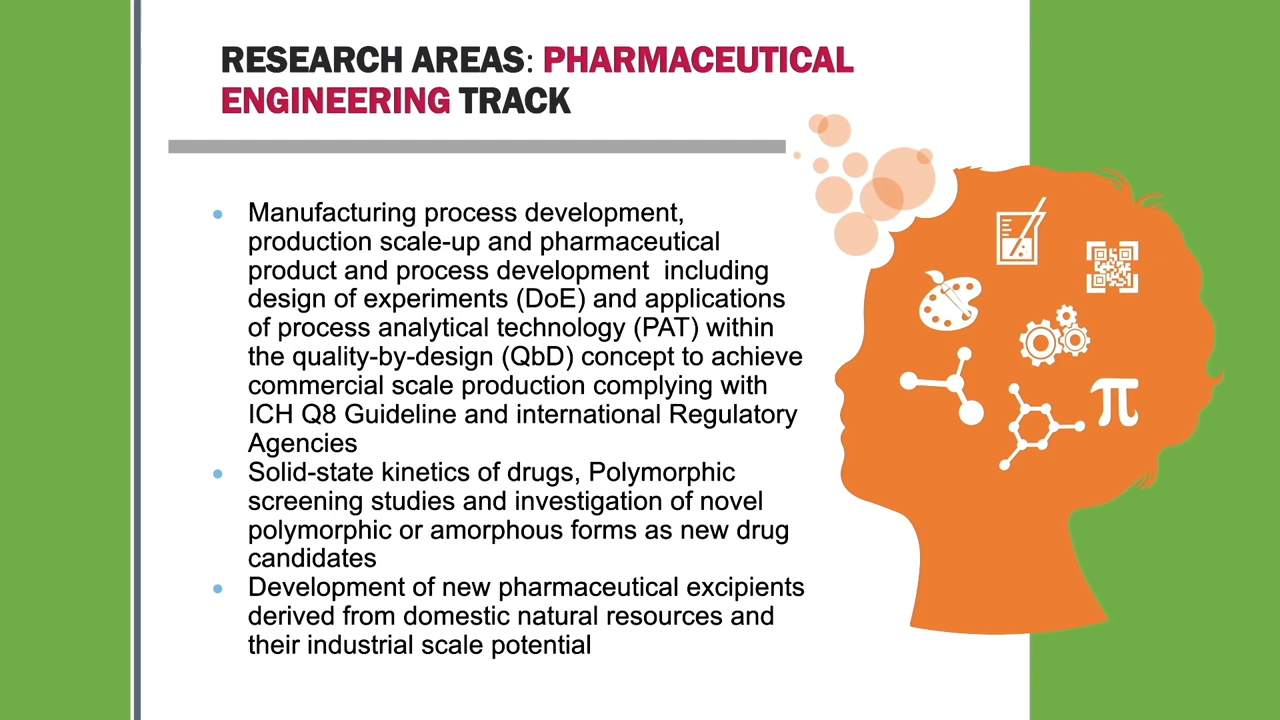 RESEARCH AREAS: PHARMACEUTICAL
ENGINEERING TRACK
• Manufacturing process development,
production scale-up and pharmaceutical
product and process development  including
design of experiments (DoE) and applications
of process analytical technology (PAT) within
the quality-by-design (QbD) concept to achieve
commercial scale production complying with
ICH Q8 Guideline and international Regulatory
Agencies
• Solid-state kinetics of drugs, Polymorphic
screening studies and investigation of novel
polymorphic or amorphous forms as new drug
candidates
• Development of new pharmaceutical excipients
derived from domestic natural resources and
their industrial scale potential
π